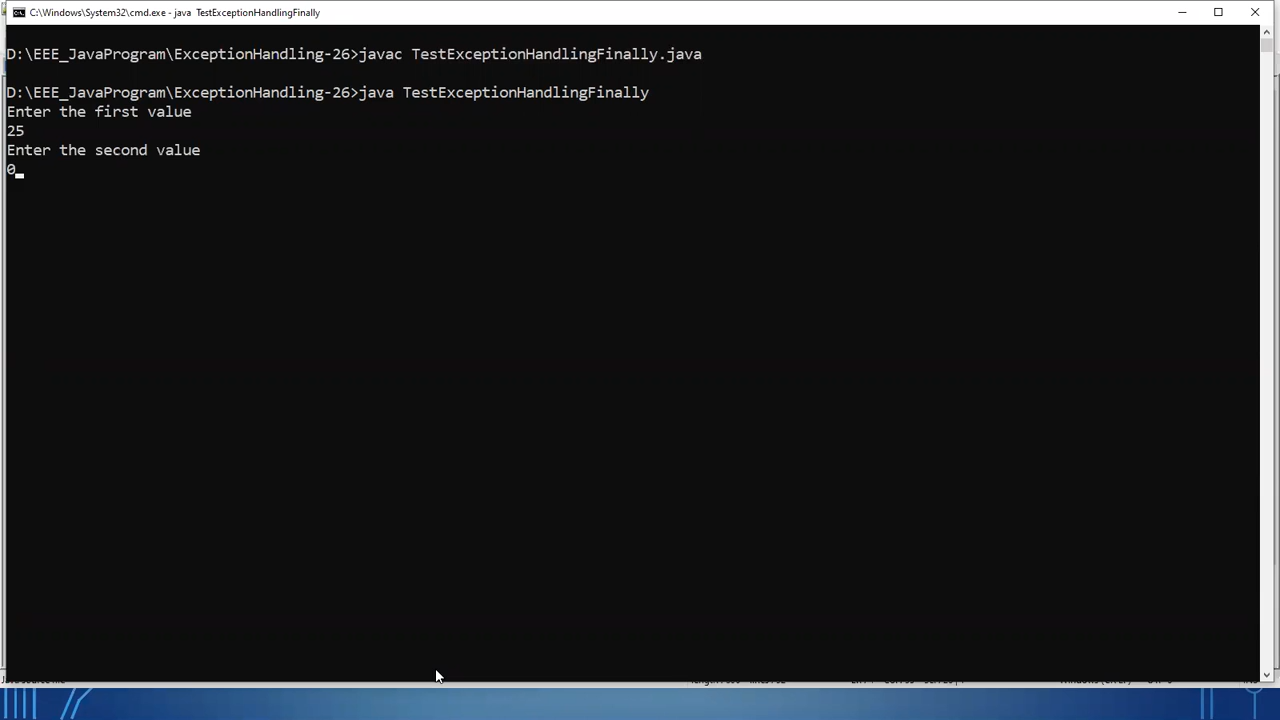 C:\Windows\System32\cmd.exe - java  TestExceptionHandlingFinally
D:\EEE_JavaProgram\ExceptionHandling-26>javac TestExceptionHandlingFinally.java
D:\EEE_JavaProgram\ExceptionHandling-26>java TestExceptionHandlingFinally
Enter the first value
25
Enter the second value
0